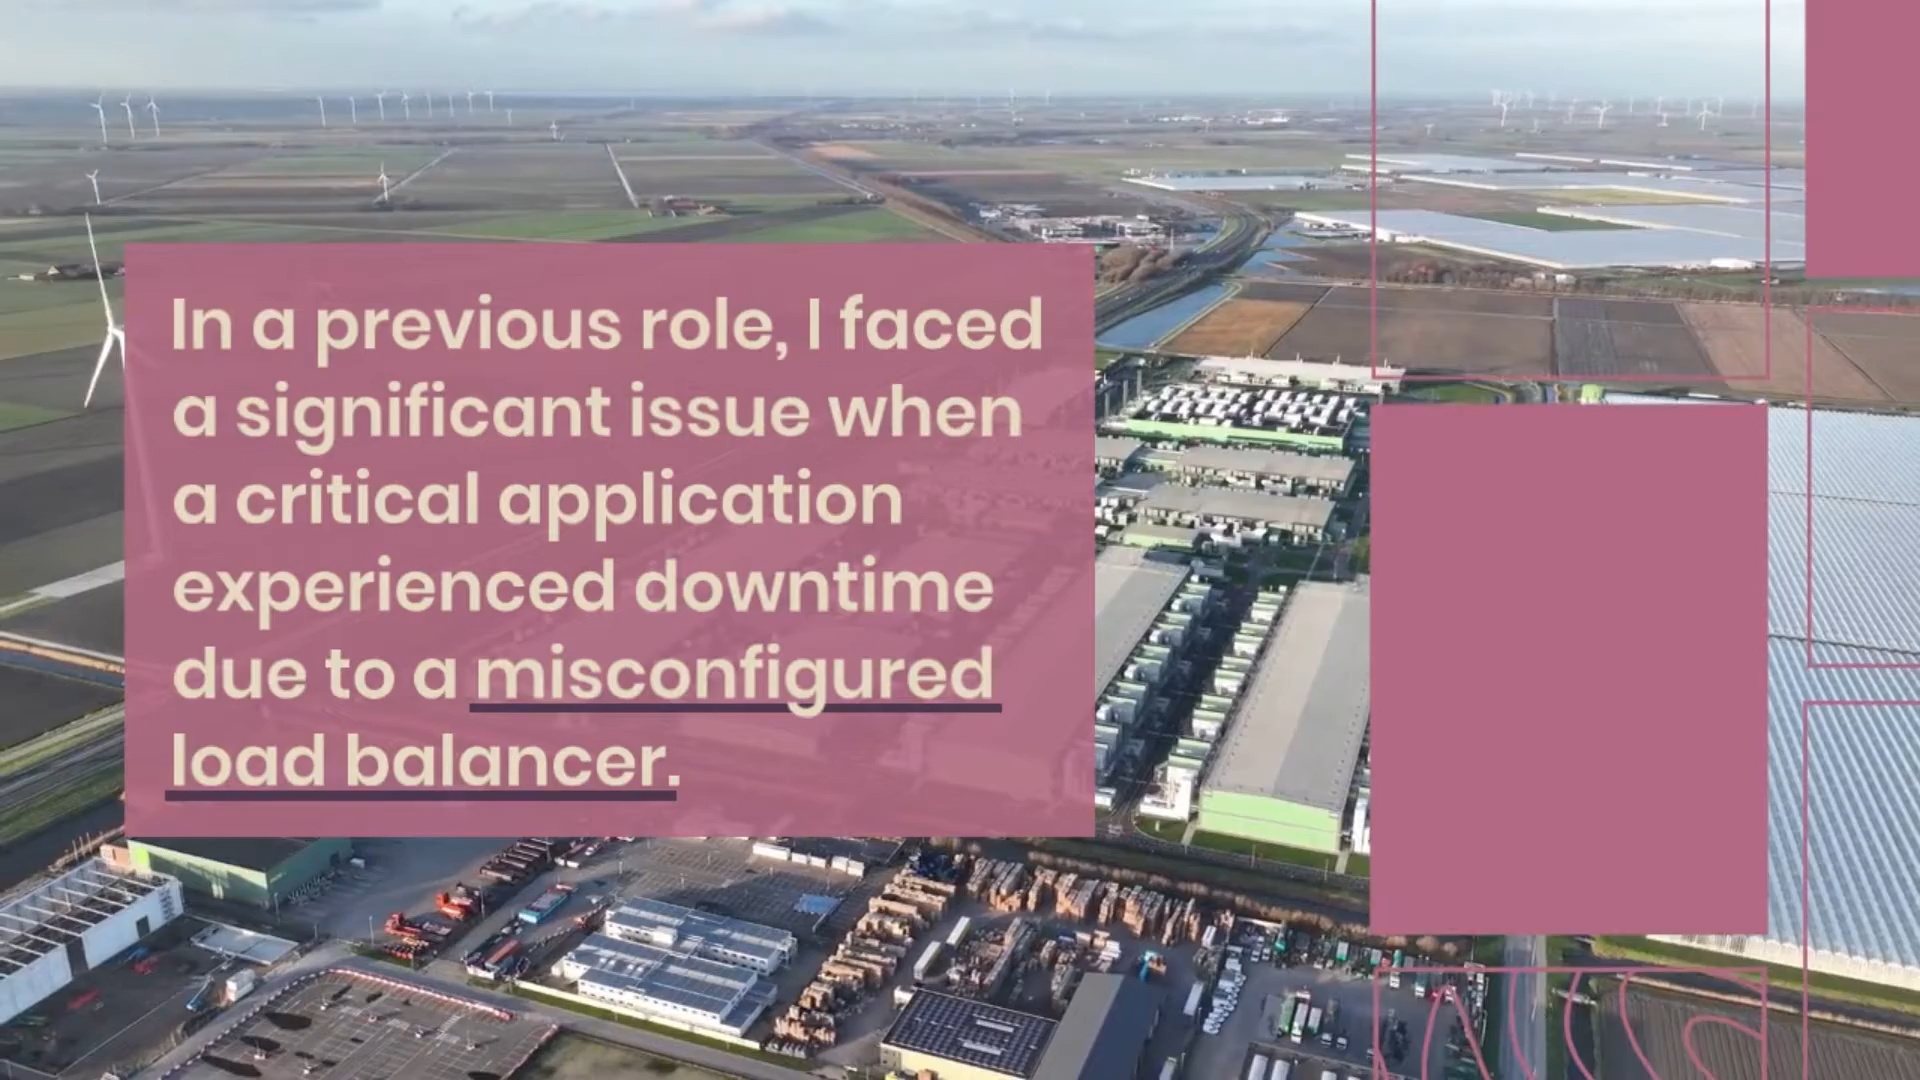 In a previous role, I faced
a significant issue when
a critical application
experienced downtime
due to a misconfigured
load balancer.